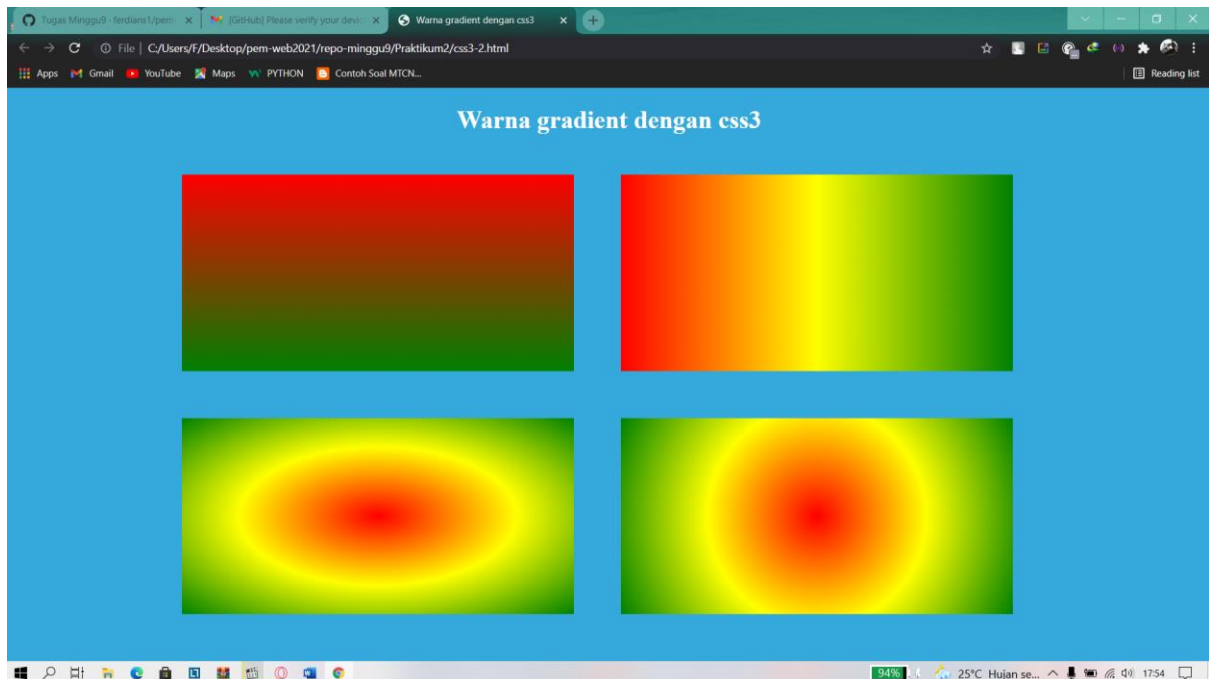 Tugas Minggu9 - ferdians1/pem-
[GitHub] Please verify your devic
Warna gradient dengan css3
File | C:/Users/F/Desktop/pem-web2021/repo-minggu9/Praktikum2/css3-2.html
Apps Gmail YouTube Maps PYTHON Contoh Soal MTCN... Reading list
Warna gradient dengan css3
94% 25°C Hujan se... 17:54